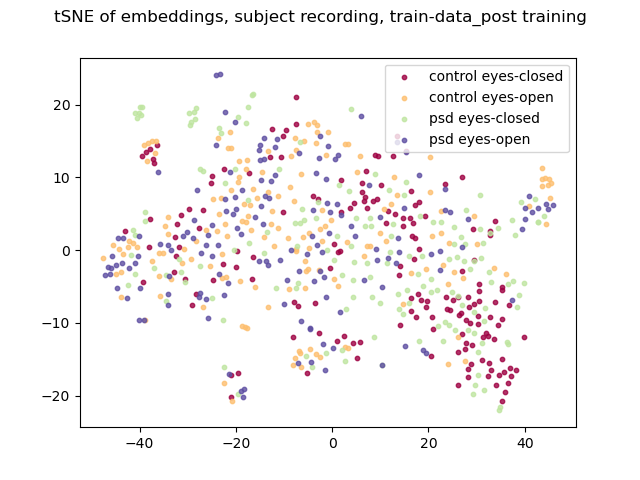 tSNE of embeddings, subject recording, train-data_post training
control eyes-closed
control eyes-open
psd eyes-closed
psd eyes-open
20
10
0
−10
−20
−40
−20
0
20
40